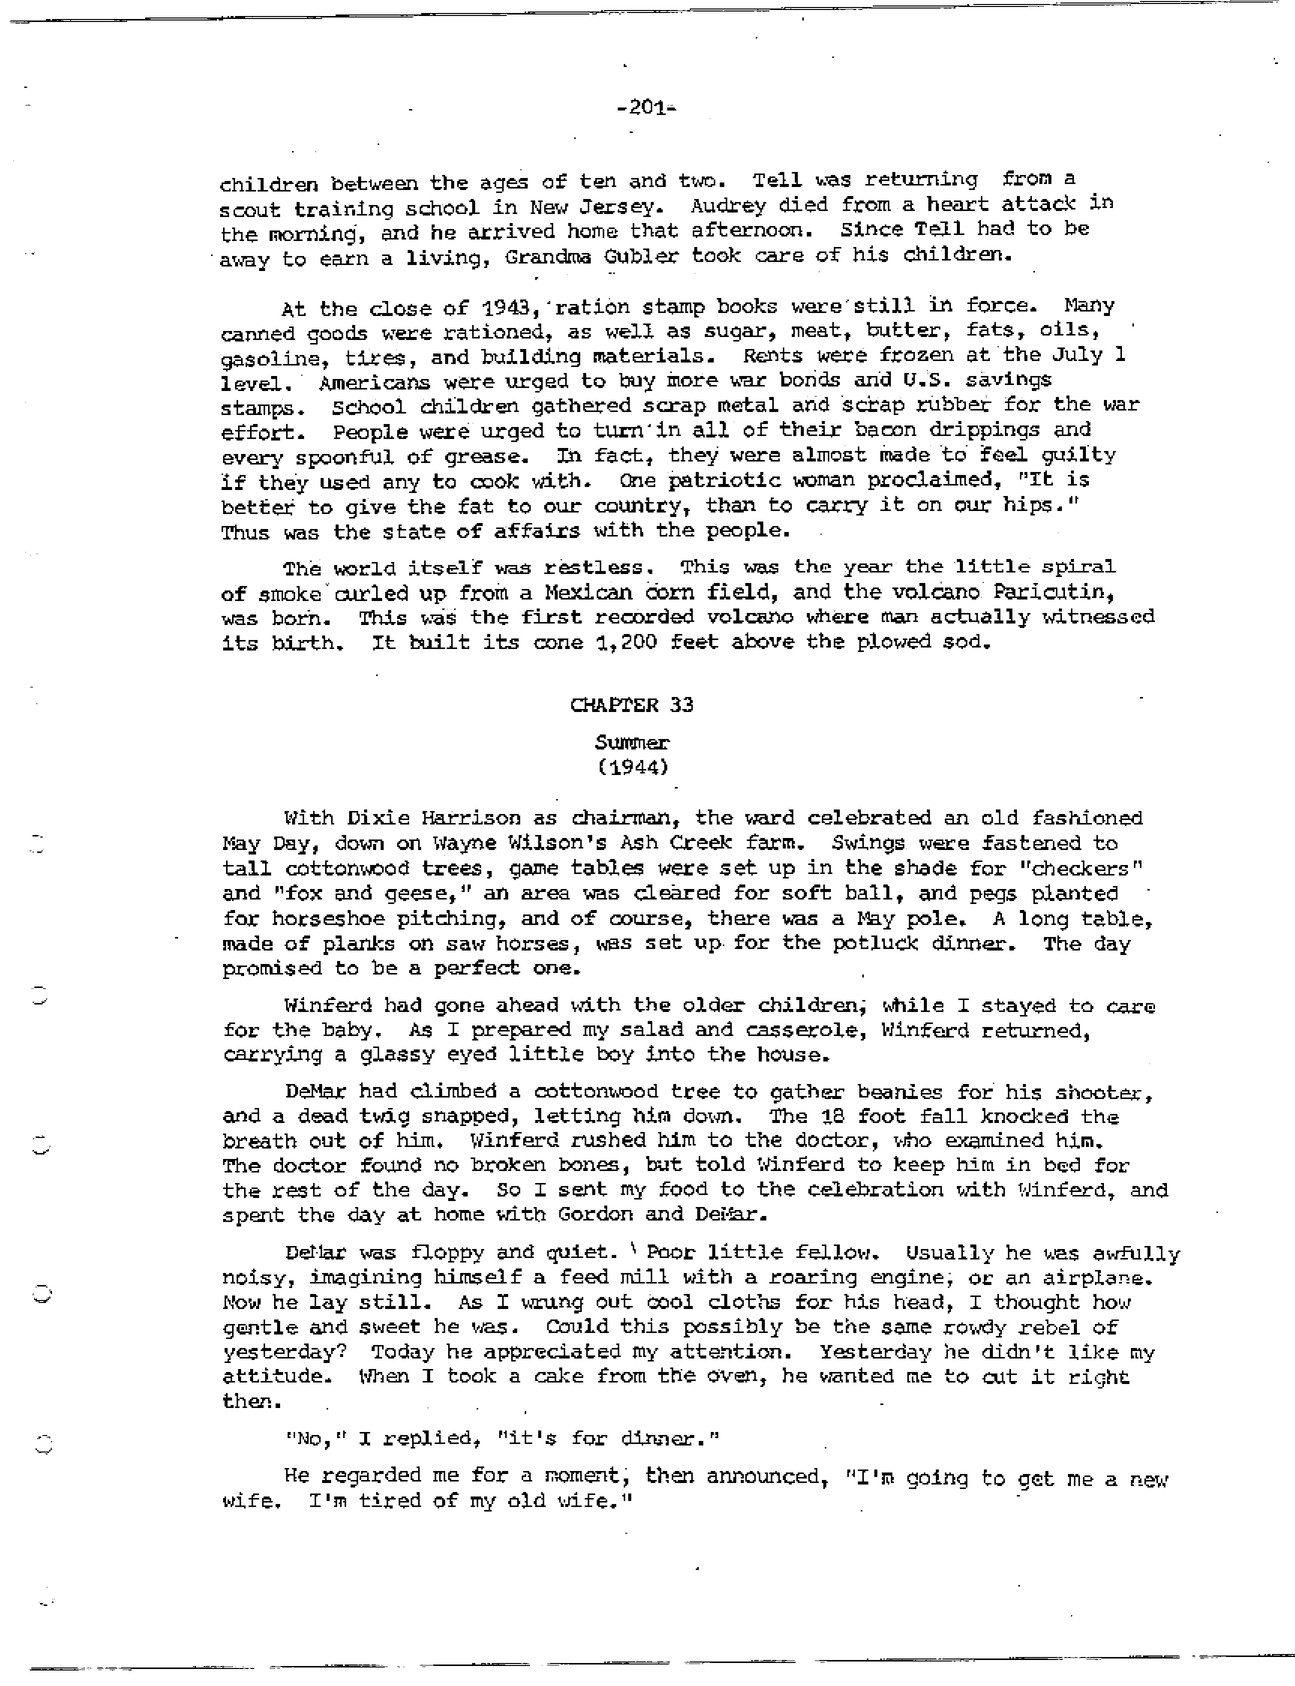 -201-
children between the ages of ten and two. Tell was returning from a
scout training school in New Jersey. Audrey died from a heart attack in
the morning, and he arrived home that afternoon. Since Tell had to be
away to earn a living, Grandma Gubler took care of his children.
At the close of 1943, ration stamp books were still in force. Many
canned goods were rationed, as well as sugar, meat, butter, fats, oils,
gasoline, tires, and building materials. Rents were frozen at the July 1
level. Americans were urged to buy more war bonds and U.S. savings
stamps. School children gathered scrap metal and scrap rubber for the war
effort. People were urged to turn in all of their bacon drippings and
every spoonful of grease. In fact, they were almost made to feel guilty
if they used any to cook with. One patriotic woman proclaimed, "It is
better to give the fat to our country, than to carry it on our hips."
Thus was the state of affairs with the people.
The world itself was restless. This was the year the little spiral
of smoke curled up from a Mexican corn field, and the volcano Paricutin,
was born. This was the first recorded volcano where man actually witnessed
its birth. It built its cone 1,200 feet above the plowed sod.
CHAPTER 33
Summer
(1944)
With Dixie Harrison as chairman, the ward celebrated an old fashioned
May Day, down on Wayne Wilson's Ash Creek farm. Swings were fastened to
tall cottonwood trees, game tables were set up in the shade for "checkers"
and "fox and geese," an area was cleared for soft ball, and pegs planted
for horseshoe pitching, and of course, there was a May pole. A long table,
made of planks on saw horses, was set up for the potluck dinner. The day
promised to be a perfect one.
Winferd had gone ahead with the older children, while I stayed to care
for the baby. As I prepared my salad and casserole, Winferd returned,
carrying a glassy eyed little boy into the house.
DeMar had climbed a cottonwood tree to gather beanies for his shooter,
and a dead twig snapped, letting him down. The 18 foot fall knocked the
breath out of him. Winferd rushed him to the doctor, who examined him.
The doctor found no broken bones, but told Winferd to keep him in bed for
the rest of the day. So I sent my food to the celebration with Winferd, and
spent the day at home with Gordon and DeMar.
DeMar was floppy and quiet. Poor little fellow. Usually he was awfully
noisy, imagining himself a feed mill with a roaring engine, or an airplane.
Now he lay still. As I wrung out cool cloths for his head, I thought how
gentle and sweet he was. Could this possibly be the same rowdy rebel of
yesterday? Today he appreciated my attention. Yesterday he didn't like my
attitude. When I took a cake from the oven, he wanted me to cut it right
then.
"No," I replied, "it's for dinner."
He regarded me for a moment, then announced, "I'm going to get me a new
wife. I'm tired of my old wife."